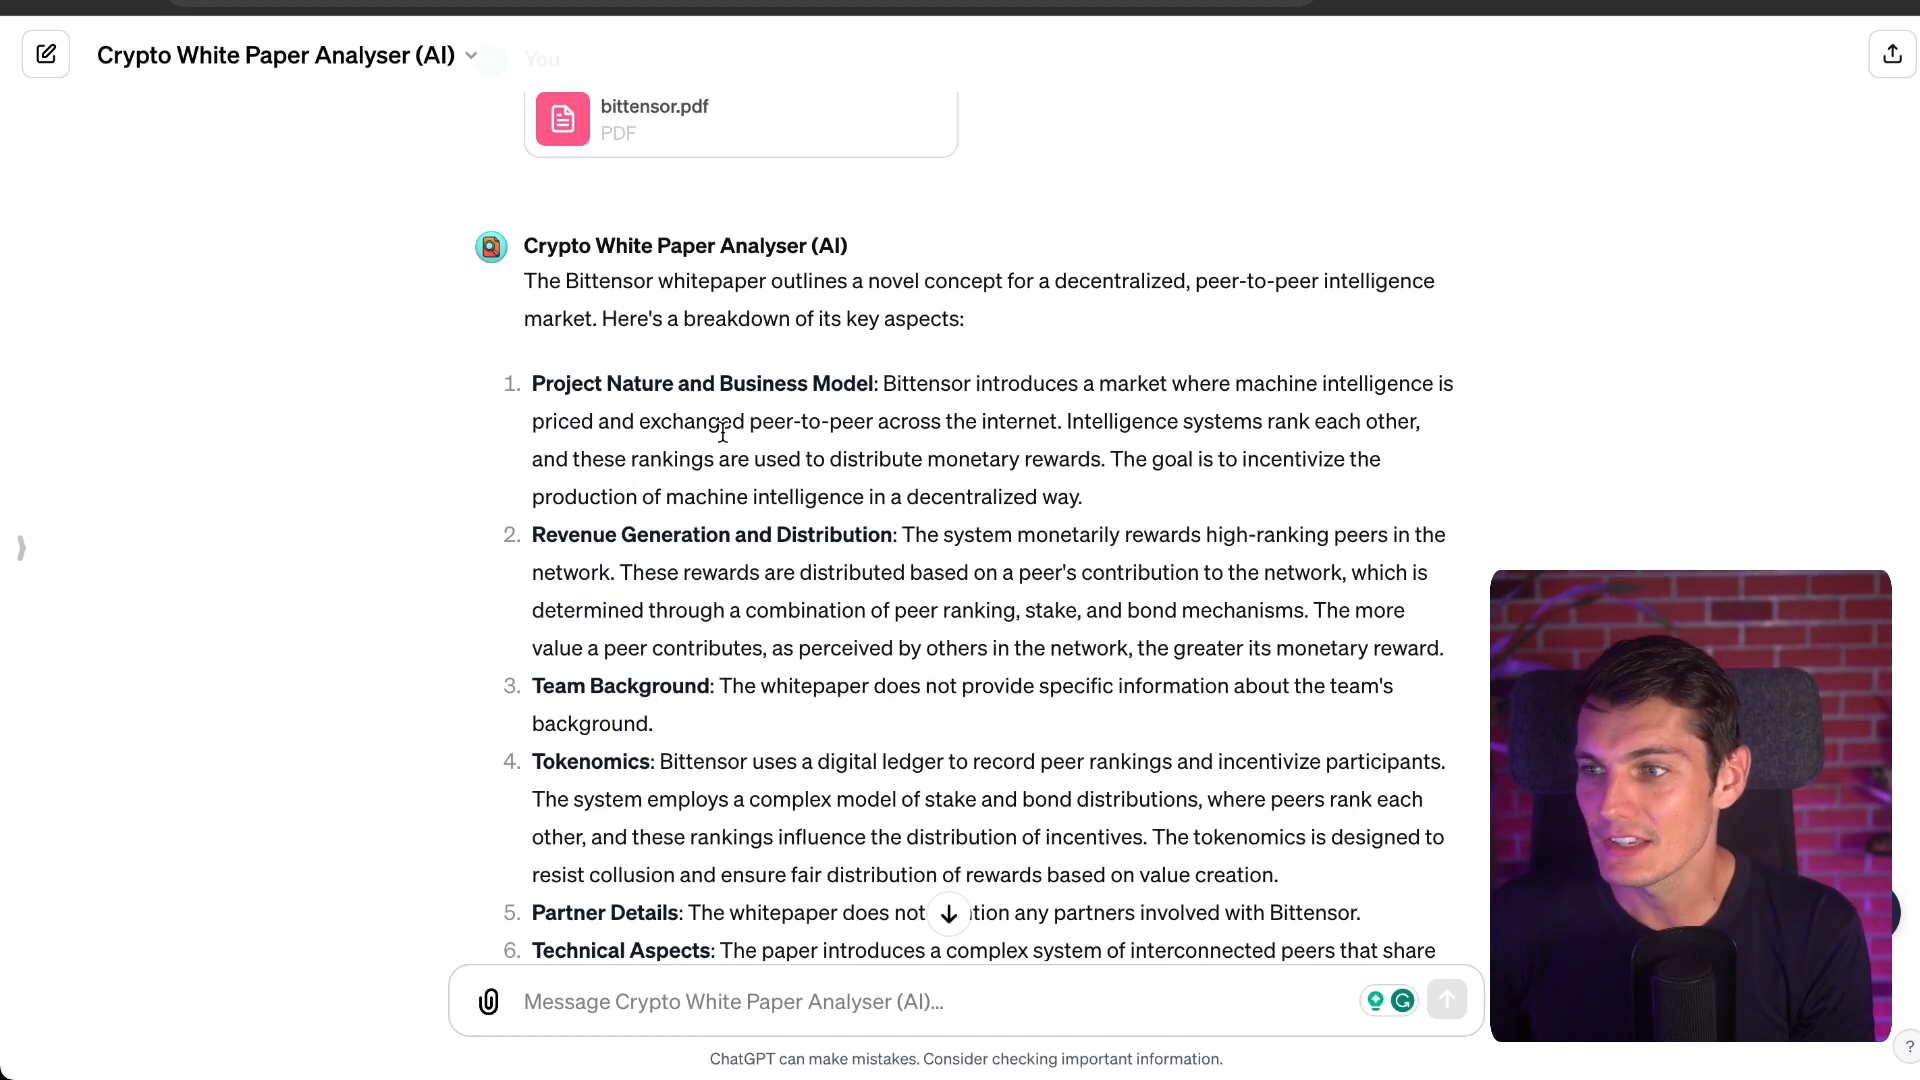 Crypto White Paper Analyser (AI)
You
bittensor.pdf
PDF
Crypto White Paper Analyser (AI)
The Bittensor whitepaper outlines a novel concept for a decentralized, peer-to-peer intelligence
market. Here's a breakdown of its key aspects:
1. Project Nature and Business Model: Bittensor introduces a market where machine intelligence is
priced and exchanged peer-to-peer across the internet. Intelligence systems rank each other,
and these rankings are used to distribute monetary rewards. The goal is to incentivize the
production of machine intelligence in a decentralized way.
2. Revenue Generation and Distribution: The system monetarily rewards high-ranking peers in the
network. These rewards are distributed based on a peer's contribution to the network, which is
determined through a combination of peer ranking, stake, and bond mechanisms. The more
value a peer contributes, as perceived by others in the network, the greater its monetary reward.
3. Team Background: The whitepaper does not provide specific information about the team's
background.
4. Tokenomics: Bittensor uses a digital ledger to record peer rankings and incentivize participants.
The system employs a complex model of stake and bond distributions, where peers rank each
other, and these rankings influence the distribution of incentives. The tokenomics is designed to
resist collusion and ensure fair distribution of rewards based on value creation.
5. Partner Details: The whitepaper does not tion any partners involved with Bittensor.
6. Technical Aspects: The paper introduces a complex system of interconnected peers that share
Message Crypto White Paper Analyser (AI)...
ChatGPT can make mistakes. Consider checking important information.
?